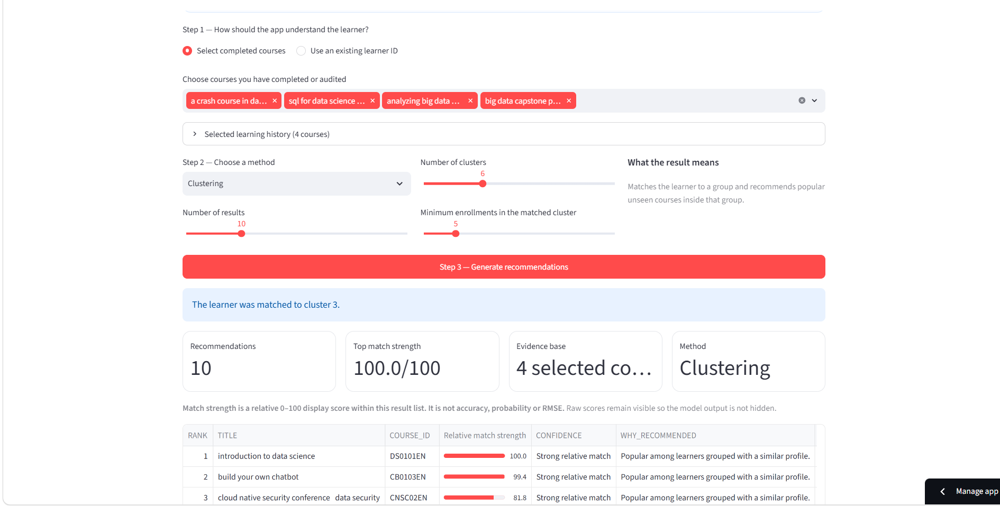 Step 1 — How should the app understand the learner?
Select completed courses Use an existing learner ID
Choose courses you have completed or audited
a crash course in da... × sql for data science ... × analyzing big data ... × big data capstone p... ×
Selected learning history (4 courses)
Step 2 — Choose a method
Clustering
Number of clusters
6
What the result means
Matches the learner to a group and recommends popular
unseen courses inside that group.
Number of results
10
Minimum enrollments in the matched cluster
5
Step 3 — Generate recommendations
The learner was matched to cluster 3.
Recommendations
10
Top match strength
100.0/100
Evidence base
4 selected co...
Method
Clustering
Match strength is a relative 0–100 display score within this result list. It is not accuracy, probability or RMSE. Raw scores remain visible so the model output is not hidden.
RANK TITLE COURSE_ID Relative match strength CONFIDENCE WHY_RECOMMENDED
1 introduction to data science DS0101EN 100.0 Strong relative match Popular among learners grouped with a similar profile.
2 build your own chatbot CB0103EN 99.4 Strong relative match Popular among learners grouped with a similar profile.
3 cloud native security conference data security CNSC02EN 81.8 Strong relative match Popular among learners grouped with a similar profile.
Manage app